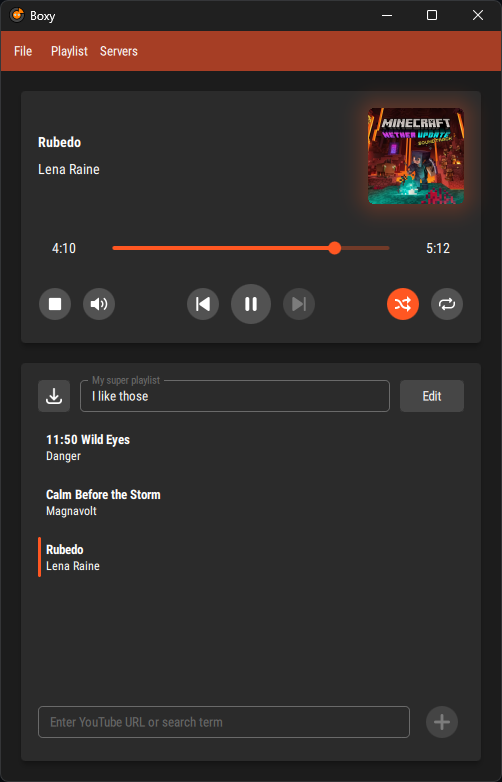 Boxy
File Playlist Servers
Rubedo
Lena Raine
MINECRAFT
NETHER UPDATE
SOUNDTRACK
4:10 5:12
My super playlist
I like those
Edit
11:50 Wild Eyes
Danger
Calm Before the Storm
Magnavolt
Rubedo
Lena Raine
Enter YouTube URL or search term